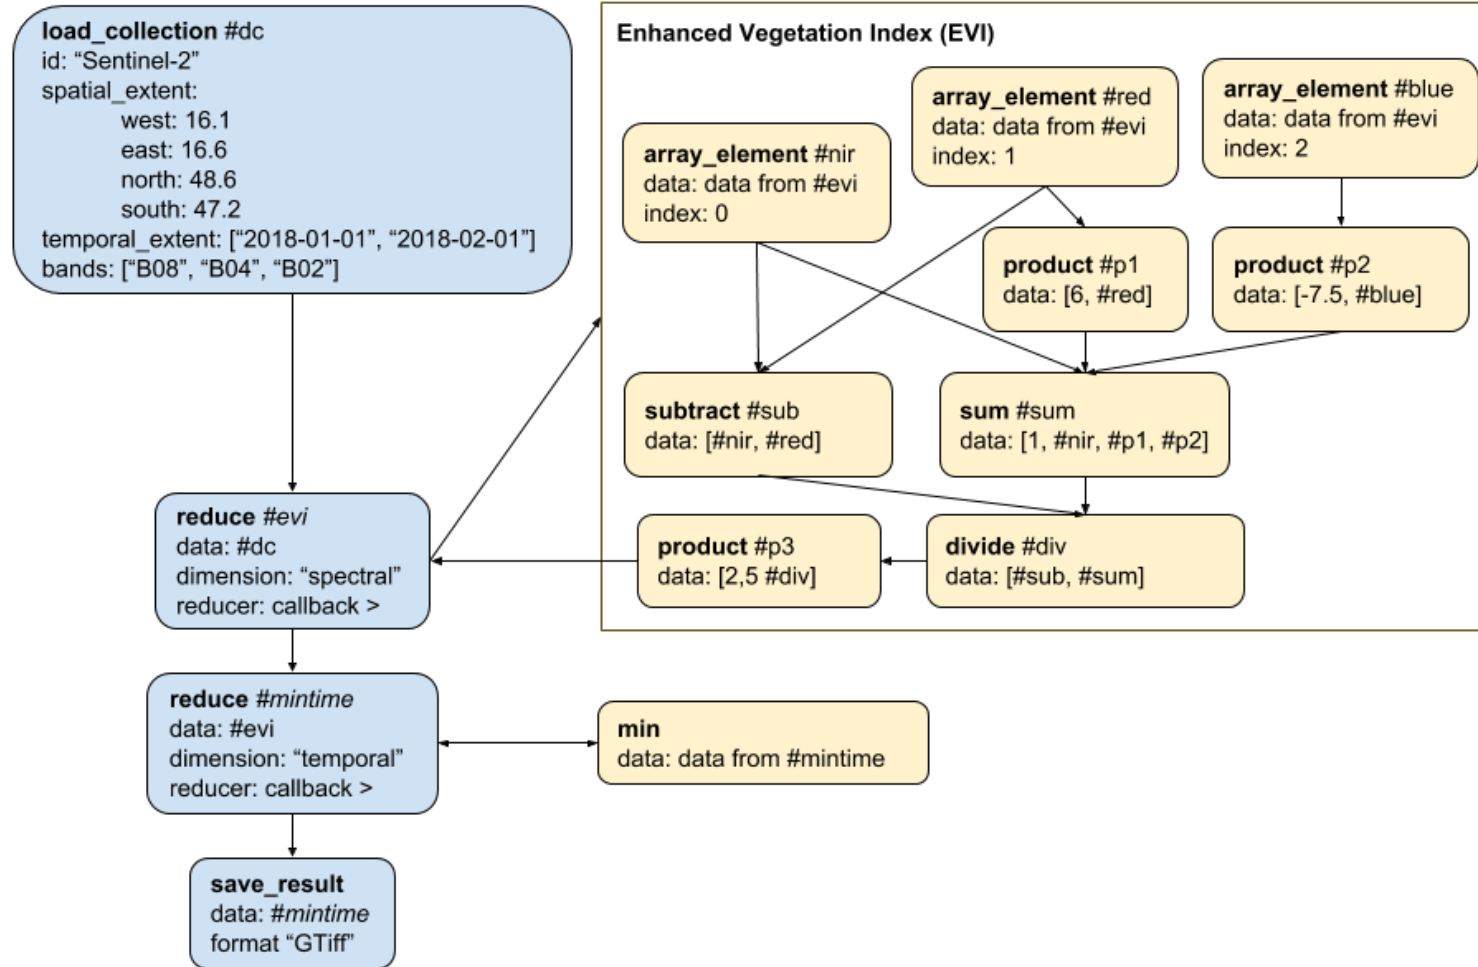 load_collection #dc
id: “Sentinel-2”
spatial_extent:
west: 16.1
east: 16.6
north: 48.6
south: 47.2
temporal_extent: [“2018-01-01”, “2018-02-01”]
bands: [“B08”, “B04”, “B02”]
reduce #evi
data: #dc
dimension: “spectral”
reducer: callback >
reduce #mintime
data: #evi
dimension: “temporal”
reducer: callback >
save_result
data: #mintime
format “GTiff”
Enhanced Vegetation Index (EVI)
array_element #nir
data: data from #evi
index: 0
array_element #red
data: data from #evi
index: 1
array_element #blue
data: data from #evi
index: 2
product #p1
data: [6, #red]
product #p2
data: [-7.5, #blue]
subtract #sub
data: [#nir, #red]
sum #sum
data: [1, #nir, #p1, #p2]
product #p3
data: [2,5 #div]
divide #div
data: [#sub, #sum]
min
data: data from #mintime